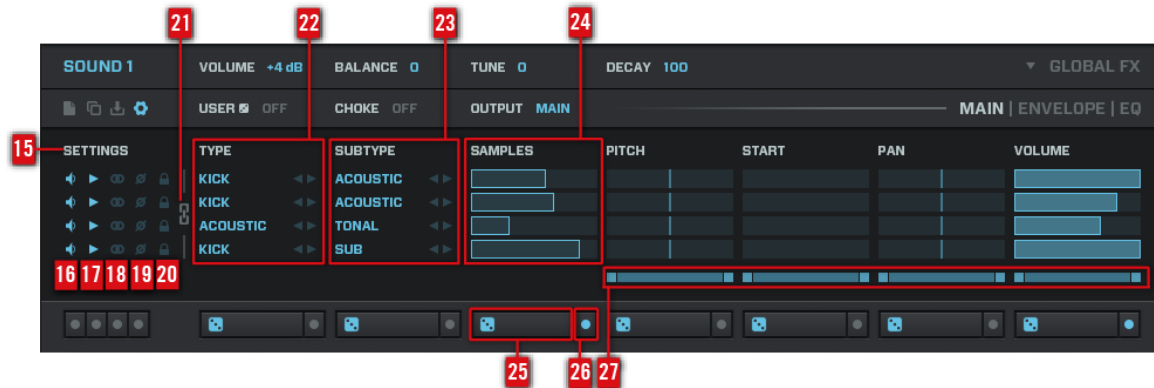 21 22 23 24
SOUND 1 VOLUME +4 dB BALANCE 0 TUNE 0 DECAY 100 GLOBAL FX
USER OFF CHOKE OFF OUTPUT MAIN MAIN | ENVELOPE | EQ
15 SETTINGS TYPE SUBTYPE SAMPLES PITCH START PAN VOLUME
KICK ACOUSTIC
KICK ACOUSTIC
ACOUSTIC TONAL
KICK SUB
16 17 18 19 20
25 26 27